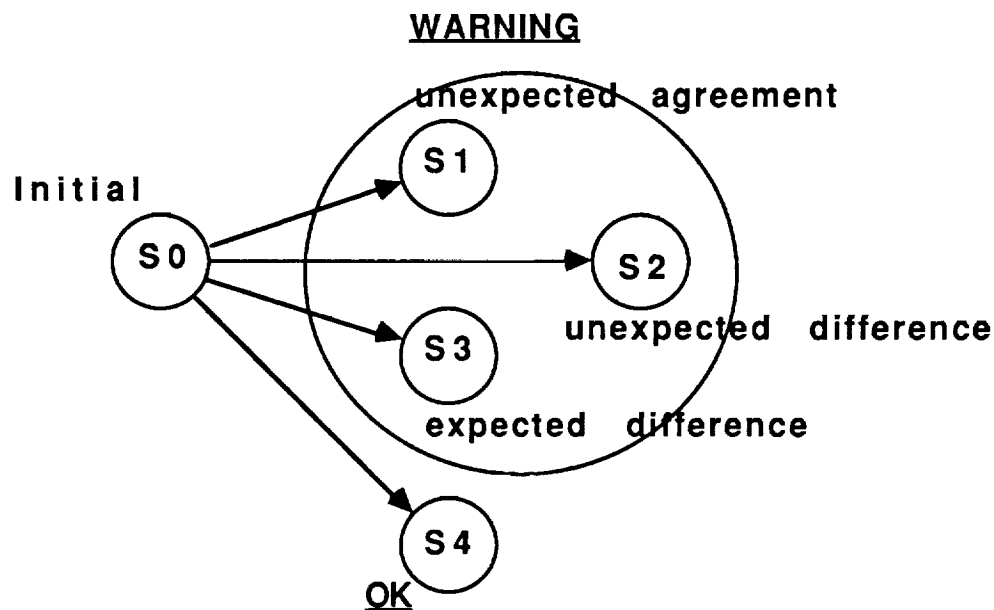 WARNING
unexpected agreement
S1
Initial
S0
S2
unexpected difference
S3
expected difference
S4
OK